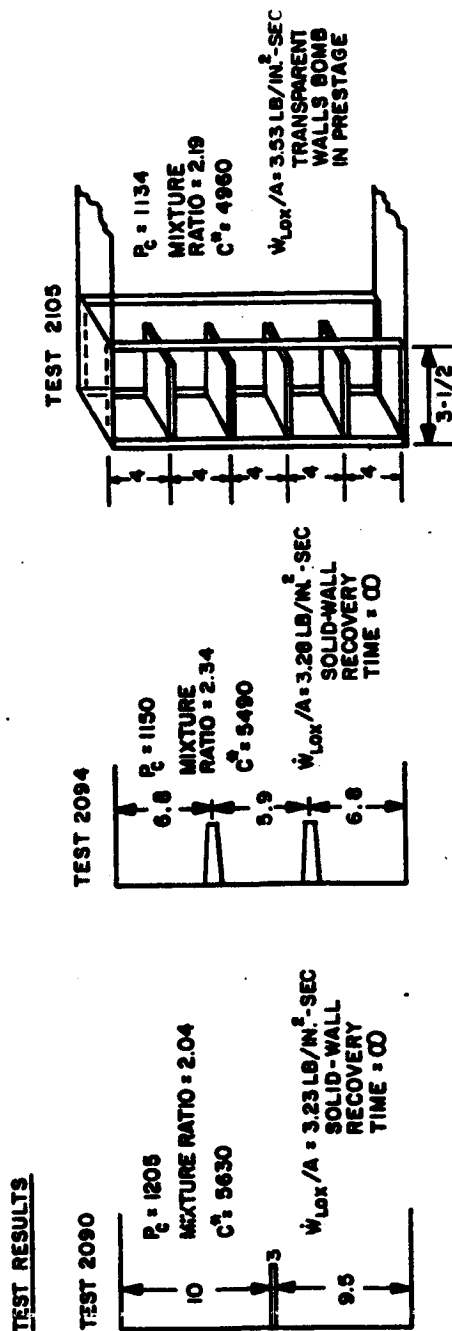 TEST RESULTS
TEST 2090
10
3
9.5
P_C = 1205
MIXTURE RATIO = 2.04
C* = 5630
Ẇ_LOX/A = 3.23 LB/IN.²-SEC
SOLID-WALL
RECOVERY
TIME = ∞
TEST 2094
6.8
5.9
6.8
P_C = 1150
MIXTURE
RATIO = 2.34
C* = 5490
Ẇ_LOX/A = 3.28 LB/IN.²-SEC
SOLID-WALL
RECOVERY
TIME = ∞
TEST 2105
4
4
4
4
4
3-1/2
P_C = 1134
MIXTURE
RATIO = 2.19
C* = 4960
Ẇ_LOX/A = 3.53 LB/IN.²-SEC
TRANSPARENT
WALLS BOMB
IN PRESTAGE